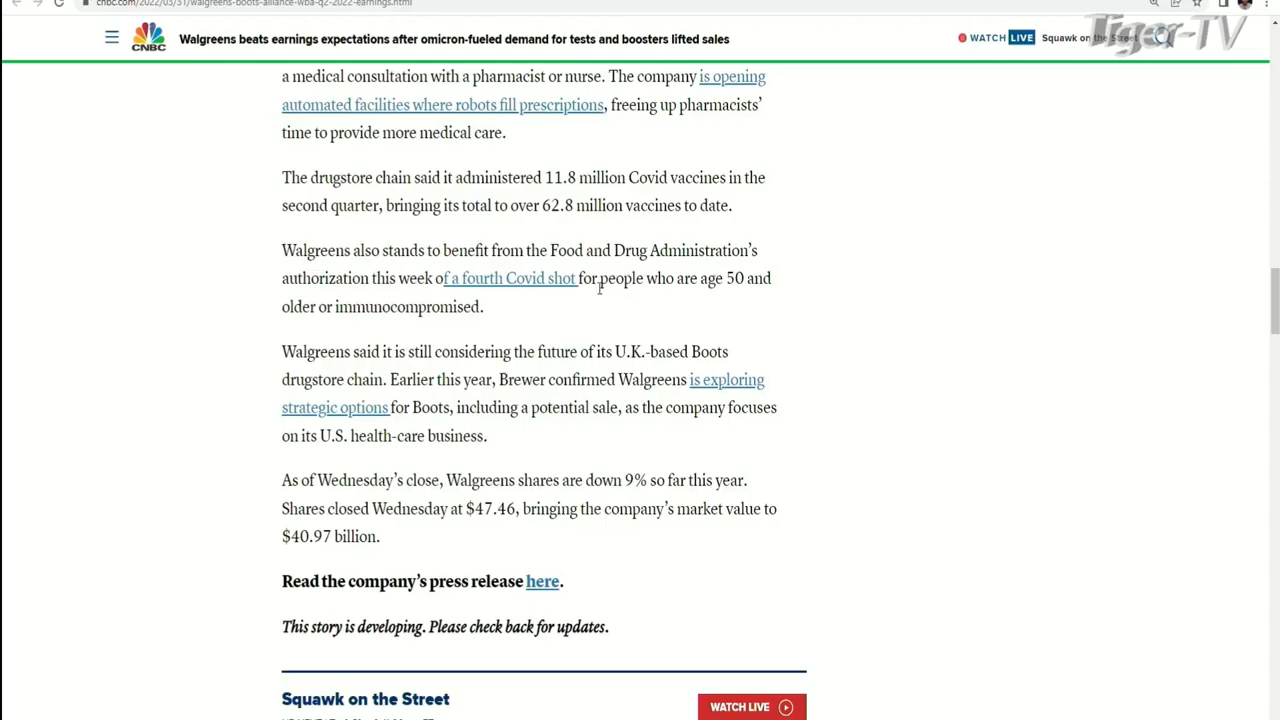 cnbc.com/2022/03/31/walgreens-boots-alliance-wba-q2-2022-earnings.html
CNBC
Walgreens beats earnings expectations after omicron-fueled demand for tests and boosters lifted sales
WATCH LIVE
Squawk on the Street
Tiger-TV
a medical consultation with a pharmacist or nurse. The company is opening
automated facilities where robots fill prescriptions, freeing up pharmacists’
time to provide more medical care.
The drugstore chain said it administered 11.8 million Covid vaccines in the
second quarter, bringing its total to over 62.8 million vaccines to date.
Walgreens also stands to benefit from the Food and Drug Administration’s
authorization this week of a fourth Covid shot for people who are age 50 and
older or immunocompromised.
Walgreens said it is still considering the future of its U.K.-based Boots
drugstore chain. Earlier this year, Brewer confirmed Walgreens is exploring
strategic options for Boots, including a potential sale, as the company focuses
on its U.S. health-care business.
As of Wednesday’s close, Walgreens shares are down 9% so far this year.
Shares closed Wednesday at $47.46, bringing the company’s market value to
$40.97 billion.
Read the company’s press release here.
This story is developing. Please check back for updates.
Squawk on the Street
WATCH LIVE